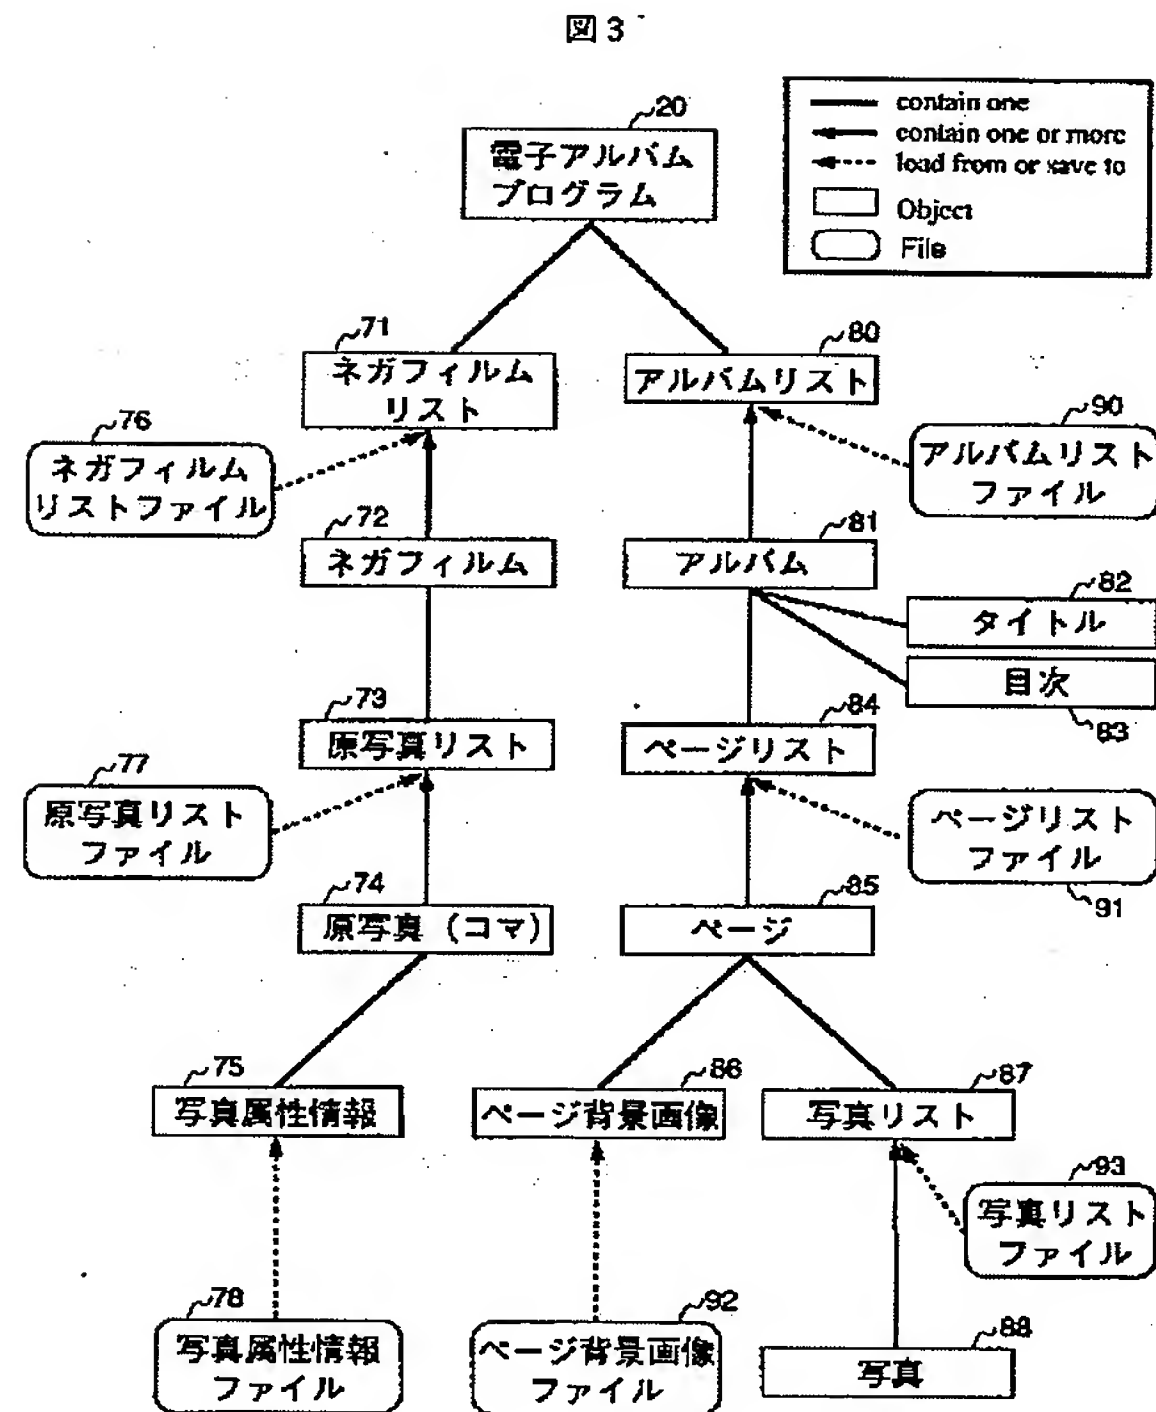 図3
contain one
contain one or more
load from or save to
Object
File
20
電子アルバム
プログラム
71
ネガフィルム
リスト
80
アルバムリスト
76
ネガフィルム
リストファイル
90
アルバムリスト
ファイル
72
ネガフィルム
81
アルバム
82
タイトル
目次
83
73
原写真リスト
84
ページリスト
77
原写真リスト
ファイル
ページリスト
ファイル
91
74
原写真(コマ)
85
ページ
75
写真属性情報
86
ページ背景画像
87
写真リスト
93
写真リスト
ファイル
78
写真属性情報
ファイル
92
ページ背景画像
ファイル
88
写真